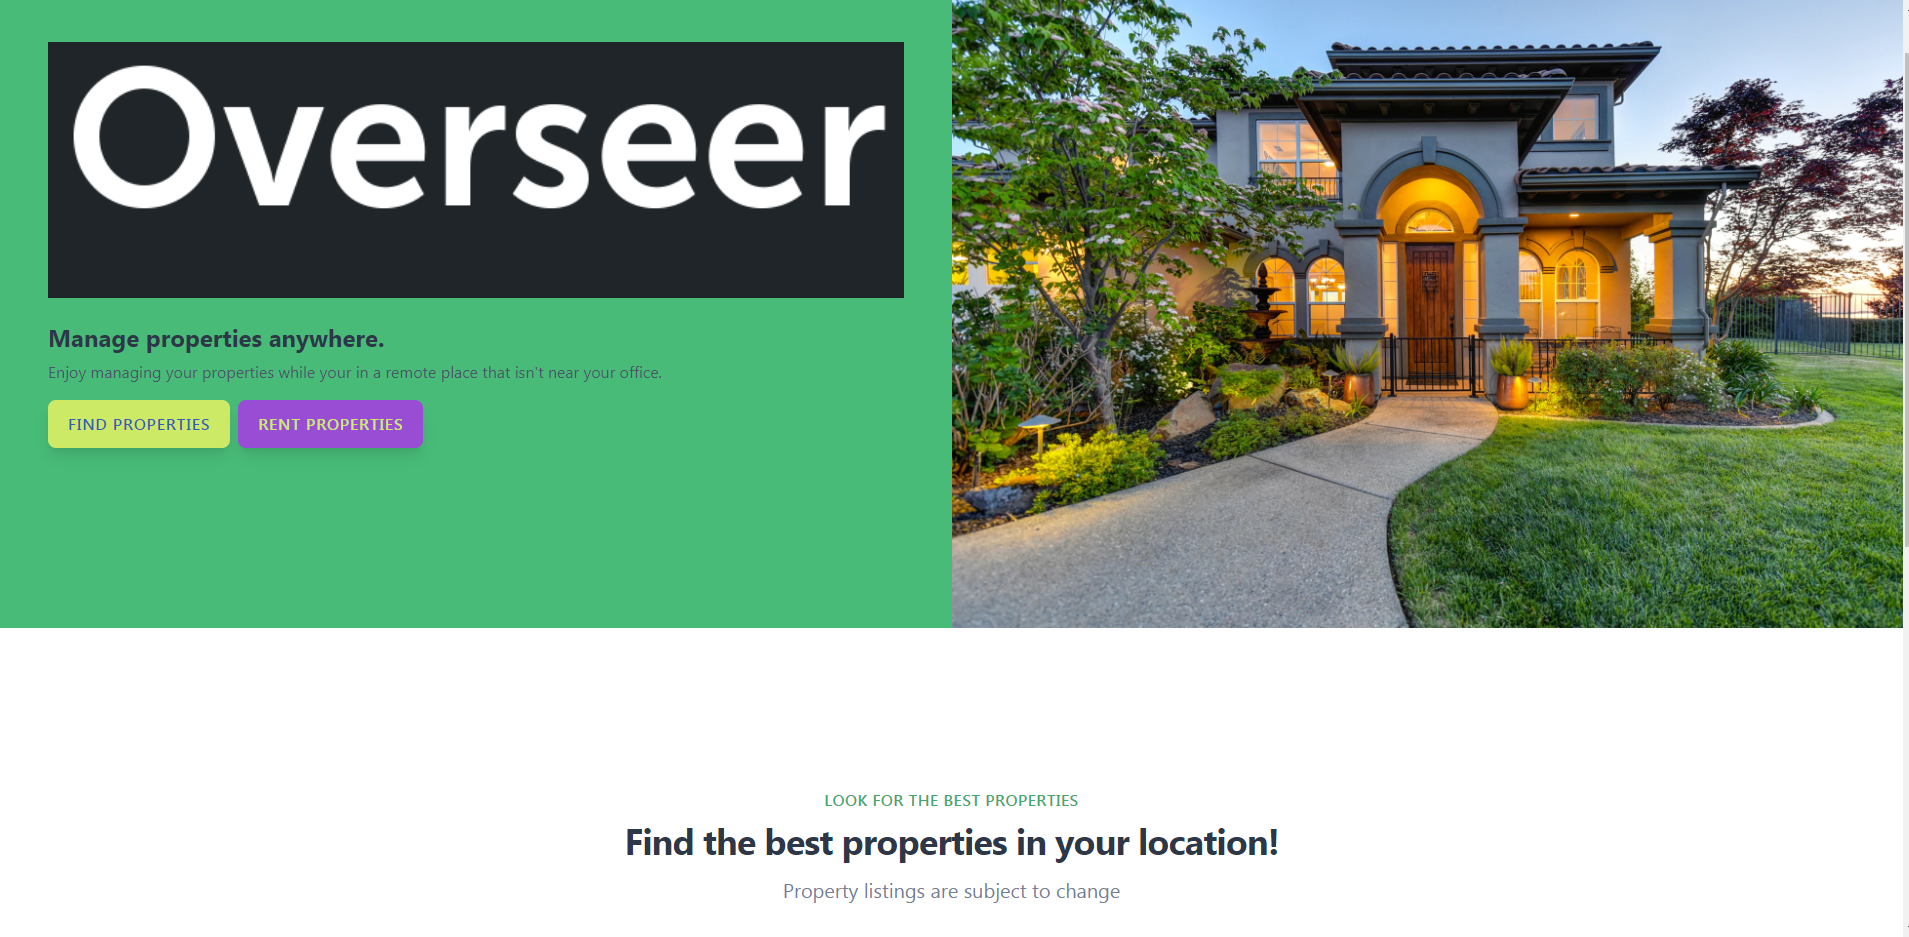 Overseer
Manage properties anywhere.
Enjoy managing your properties while your in a remote place that isn't near your office.
FIND PROPERTIES
RENT PROPERTIES
LOOK FOR THE BEST PROPERTIES
Find the best properties in your location!
Property listings are subject to change